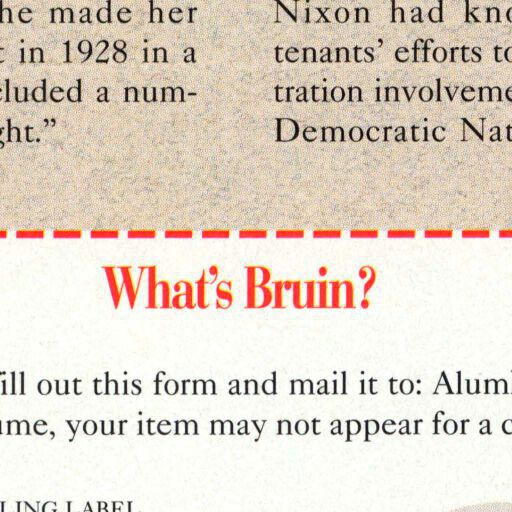 he made her
in 1928 in a
cluded a num-
ght.”
Nixon had kno
tenants’ efforts to
tration involveme
Democratic Nat
What’s Bruin?
ill out this form and mail it to: Alum
ume, your item may not appear for a c
LING LABEL